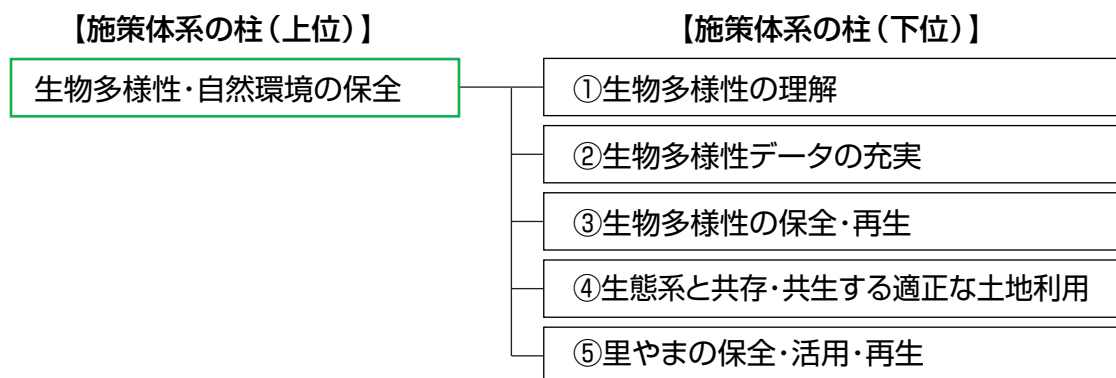 【施策体系の柱（上位）】
【施策体系の柱（下位）】
生物多様性・自然環境の保全
①生物多様性の理解
②生物多様性データの充実
③生物多様性の保全・再生
④生態系と共存・共生する適正な土地利用
⑤里やまの保全・活用・再生